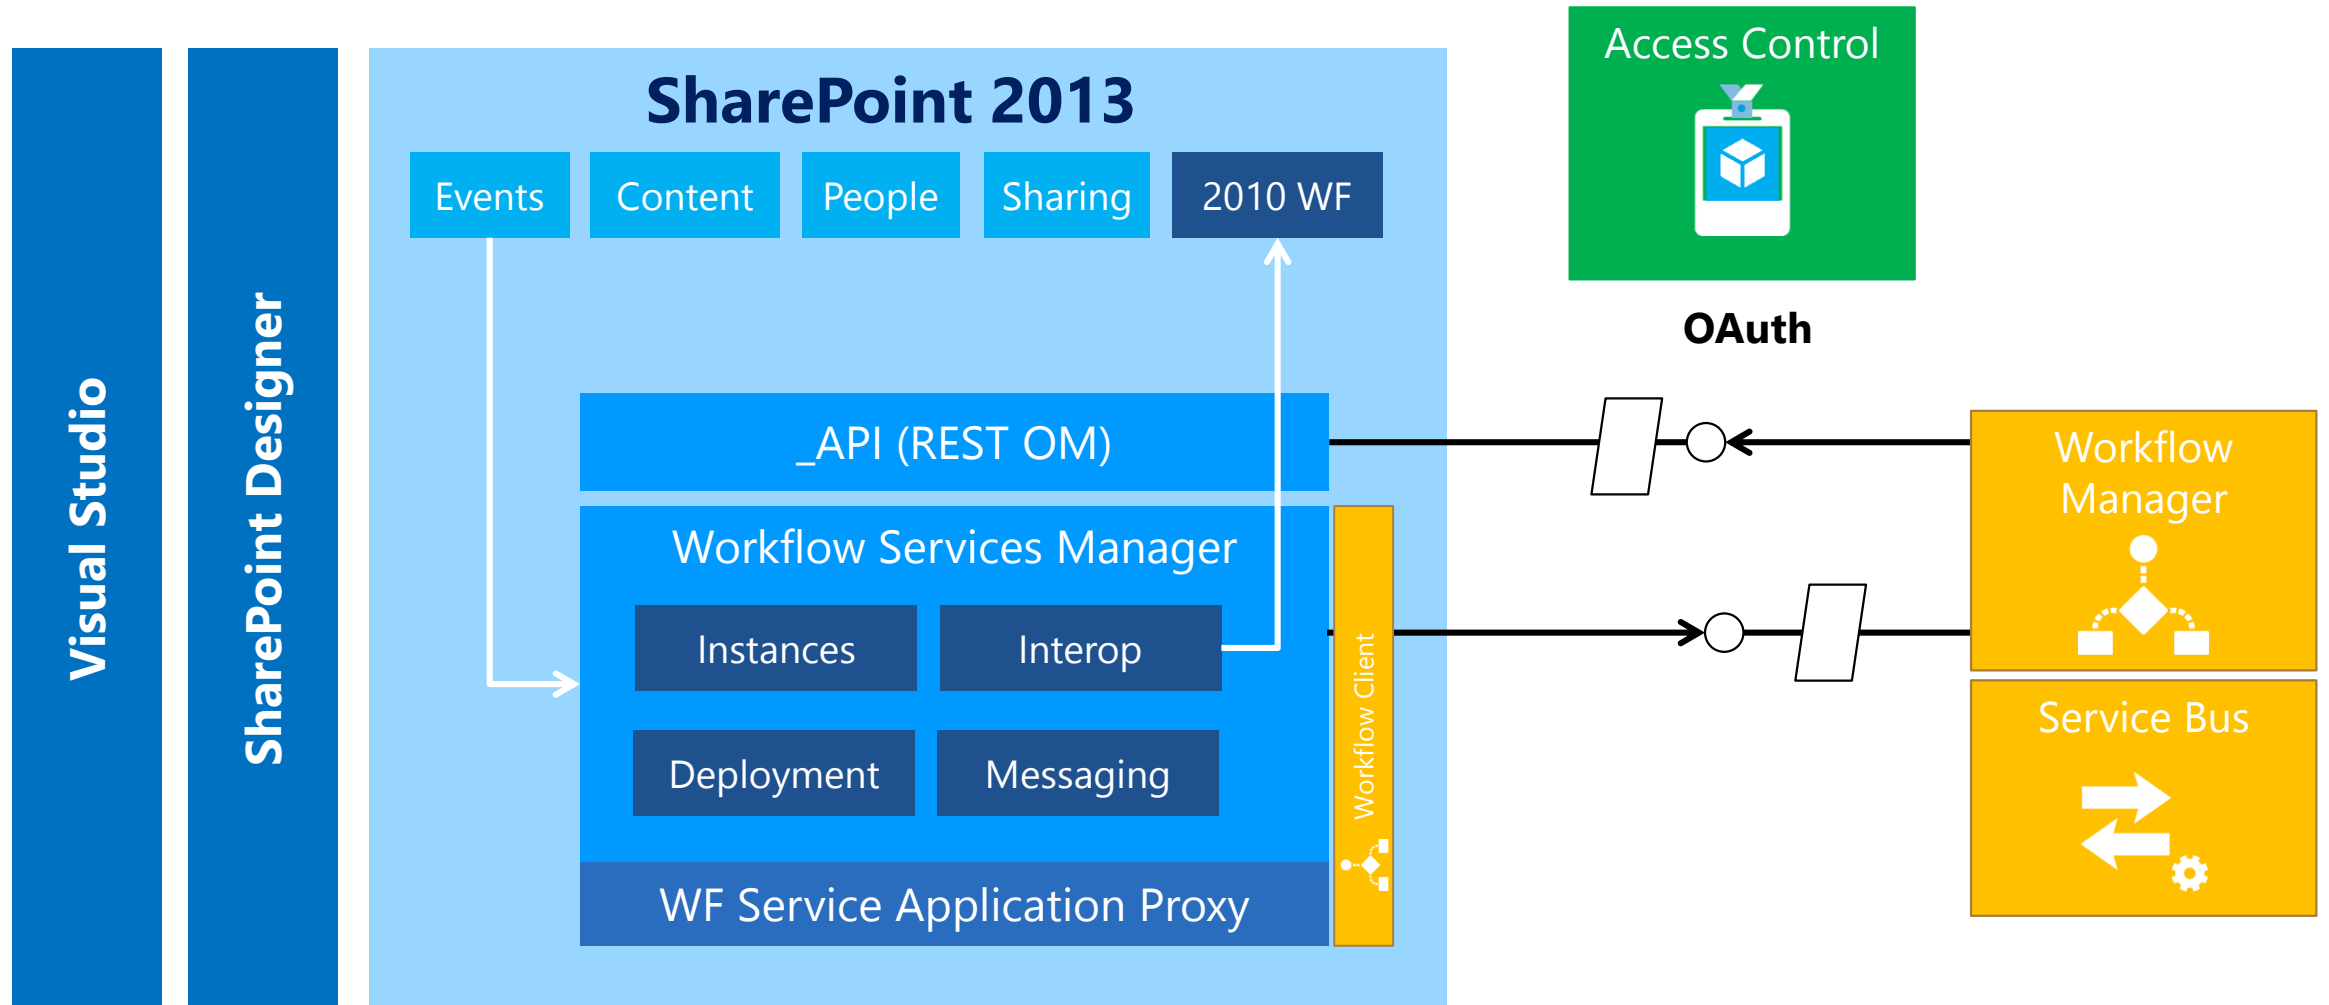 Visual Studio
SharePoint Designer
SharePoint 2013
Events
Content
People
Sharing
2010 WF
_API (REST OM)
Workflow Services Manager
Instances
Interop
Deployment
Messaging
WF Service Application Proxy
Workflow Client
Access Control
OAuth
Workflow
Manager
Service Bus